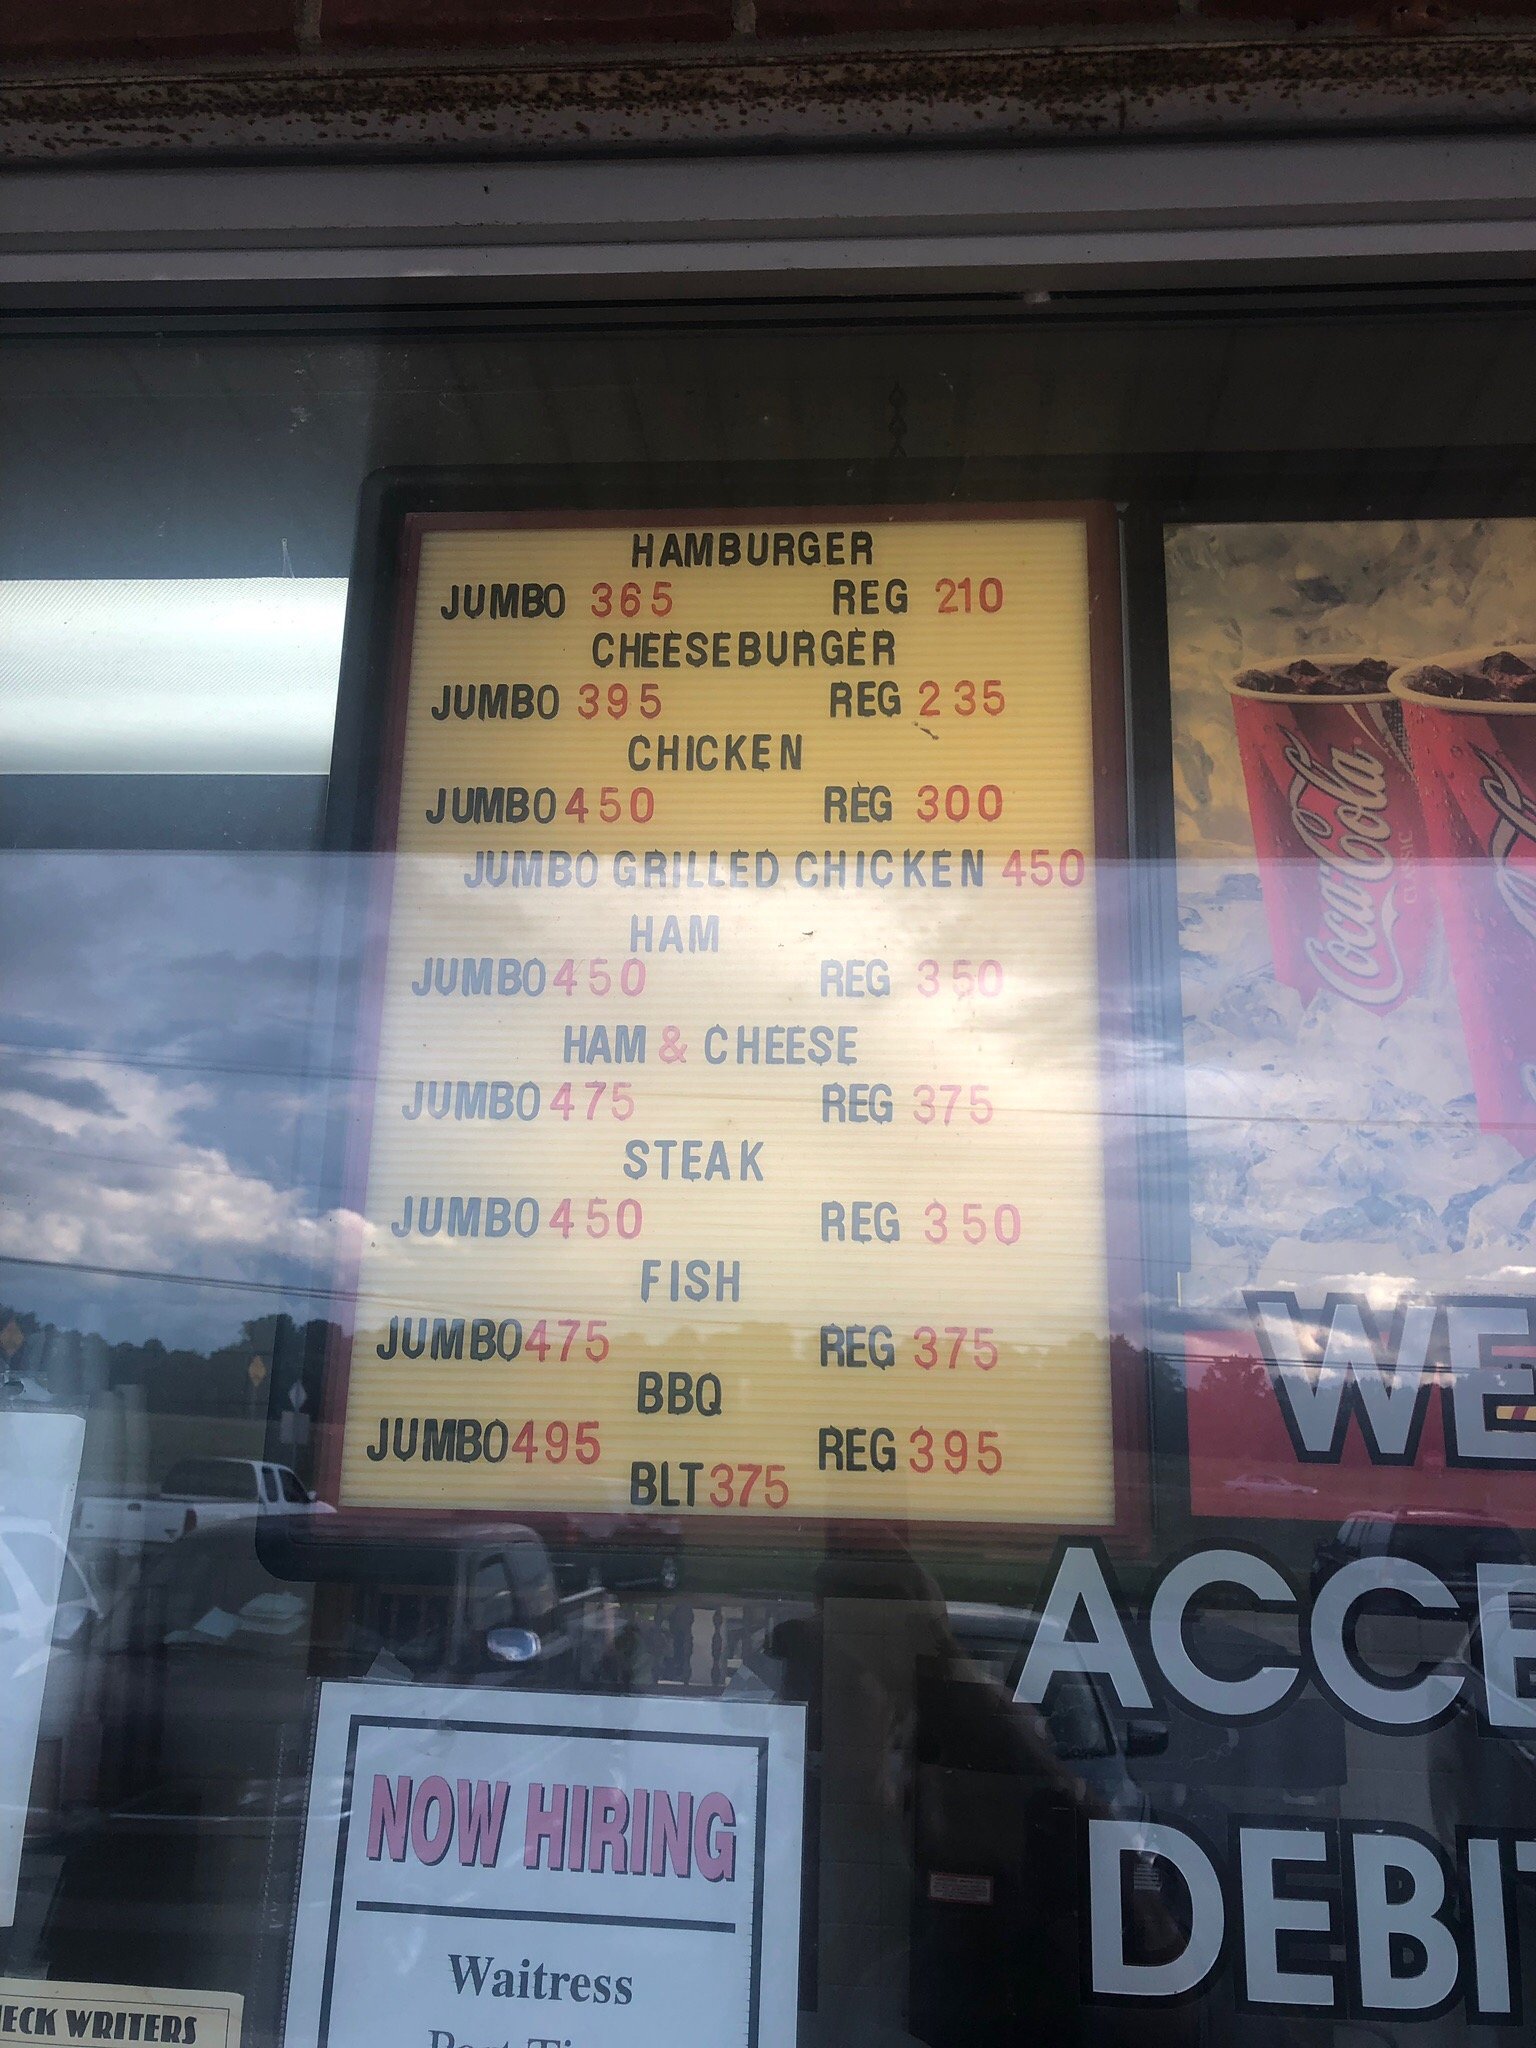 HAMBURGER
JUMBO 365 REG 210
CHEESEBURGER
JUMBO 395 REG 235
CHICKEN
JUMBO 450 REG 300
JUMBO GRILLED CHICKEN 450
HAM
JUMBO 450 REG 350
HAM & CHEESE
JUMBO 475 REG 375
STEAK
JUMBO 450 REG 350
FISH
JUMBO 475 REG 375
BBQ
JUMBO 495 REG 395
BLT 375
Coca-Cola
CLASSIC
WE
ACCE
DEBI
NOW HIRING
Waitress
ECK WRITERS